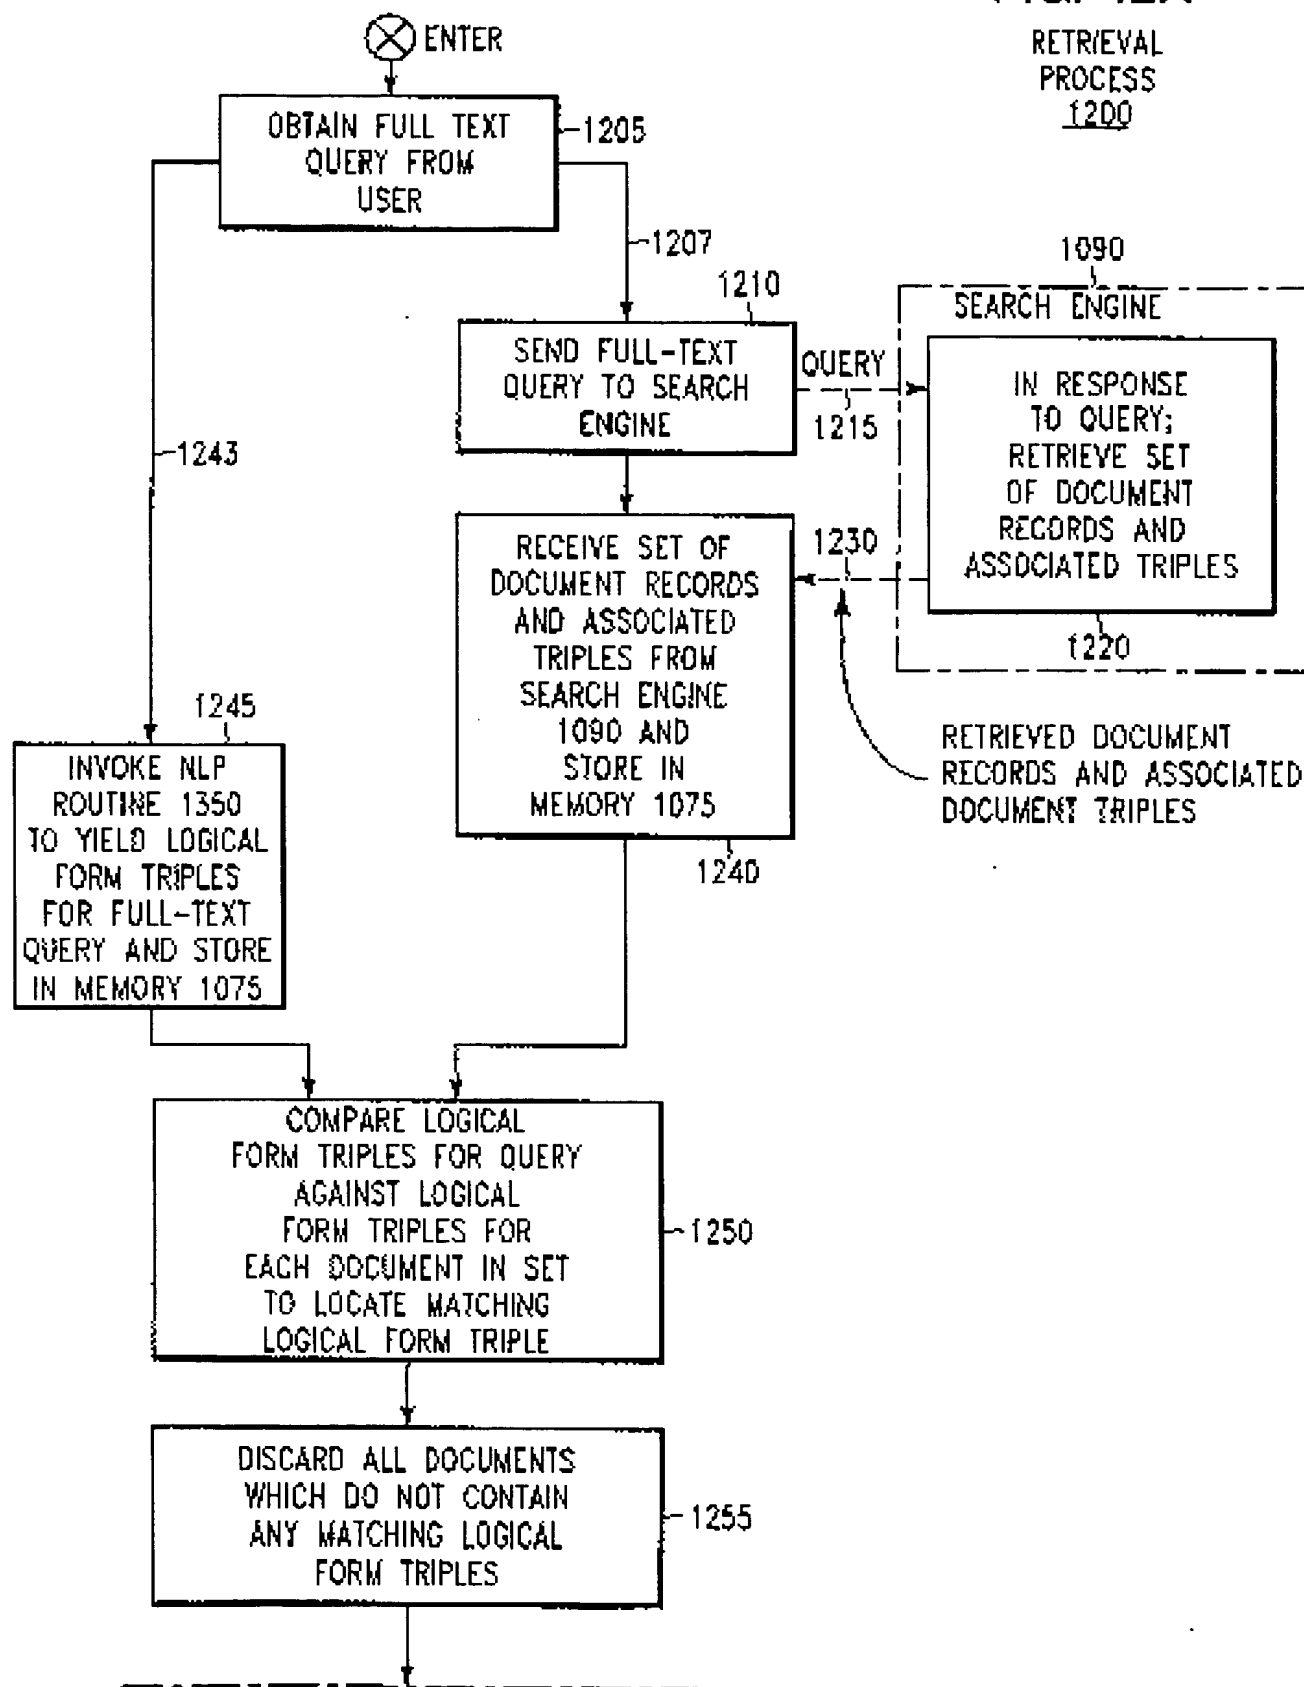 ENTER
RETRIEVAL
PROCESS
1200
OBTAIN FULL TEXT
QUERY FROM
USER
1205
1207
1210
1090
SEARCH ENGINE
SEND FULL-TEXT
QUERY TO SEARCH
ENGINE
QUERY
1215
IN RESPONSE
TO QUERY;
RETRIEVE SET
OF DOCUMENT
RECORDS AND
ASSOCIATED TRIPLES
1220
1243
RECEIVE SET OF
DOCUMENT RECORDS
AND ASSOCIATED
TRIPLES FROM
SEARCH ENGINE
1090 AND
STORE IN
MEMORY 1075
1230
1240
RETRIEVED DOCUMENT
RECORDS AND ASSOCIATED
DOCUMENT TRIPLES
1245
INVOKE NLP
ROUTINE 1350
TO YIELD LOGICAL
FORM TRIPLES
FOR FULL-TEXT
QUERY AND STORE
IN MEMORY 1075
COMPARE LOGICAL
FORM TRIPLES FOR QUERY
AGAINST LOGICAL
FORM TRIPLES FOR
EACH DOCUMENT IN SET
TO LOCATE MATCHING
LOGICAL FORM TRIPLE
1250
DISCARD ALL DOCUMENTS
WHICH DO NOT CONTAIN
ANY MATCHING LOGICAL
FORM TRIPLES
1255